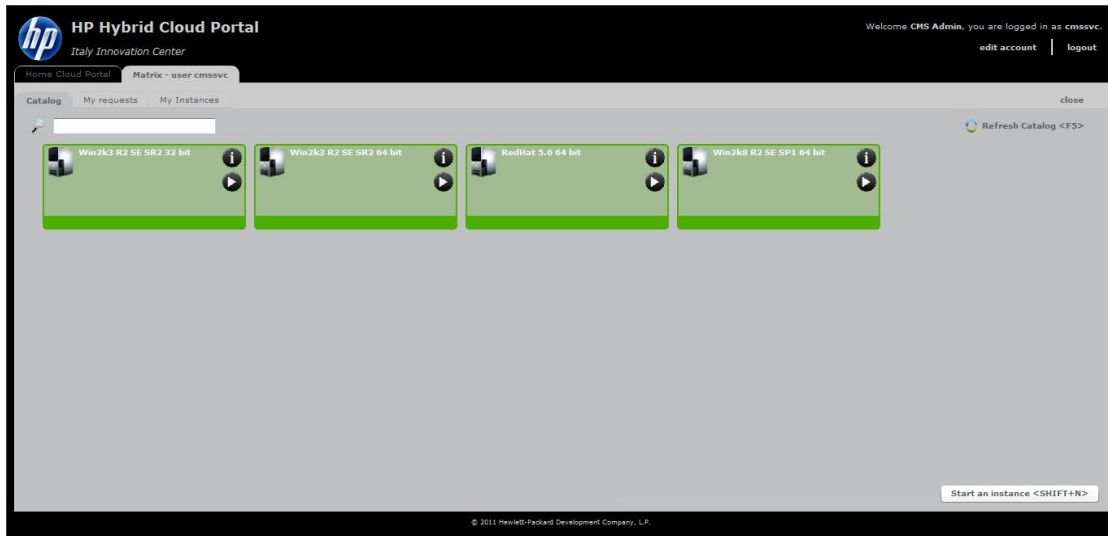 hp
HP Hybrid Cloud Portal
Italy Innovation Center
Welcome CMS Admin, you are logged in as cmssvc.
edit account | logout
Home Cloud Portal
Matrix - user cmssvc
Catalog
My requests
My Instances
close
Refresh Catalog <F5>
Win2k3 R2 SE SR2 32 bit
Win2k3 R2 SE SR2 64 bit
RedHat 5.6 64 bit
Win2k8 R2 SE SP1 64 bit
Start an instance <SHIFT+N>
© 2011 Hewlett-Packard Development Company, L.P.